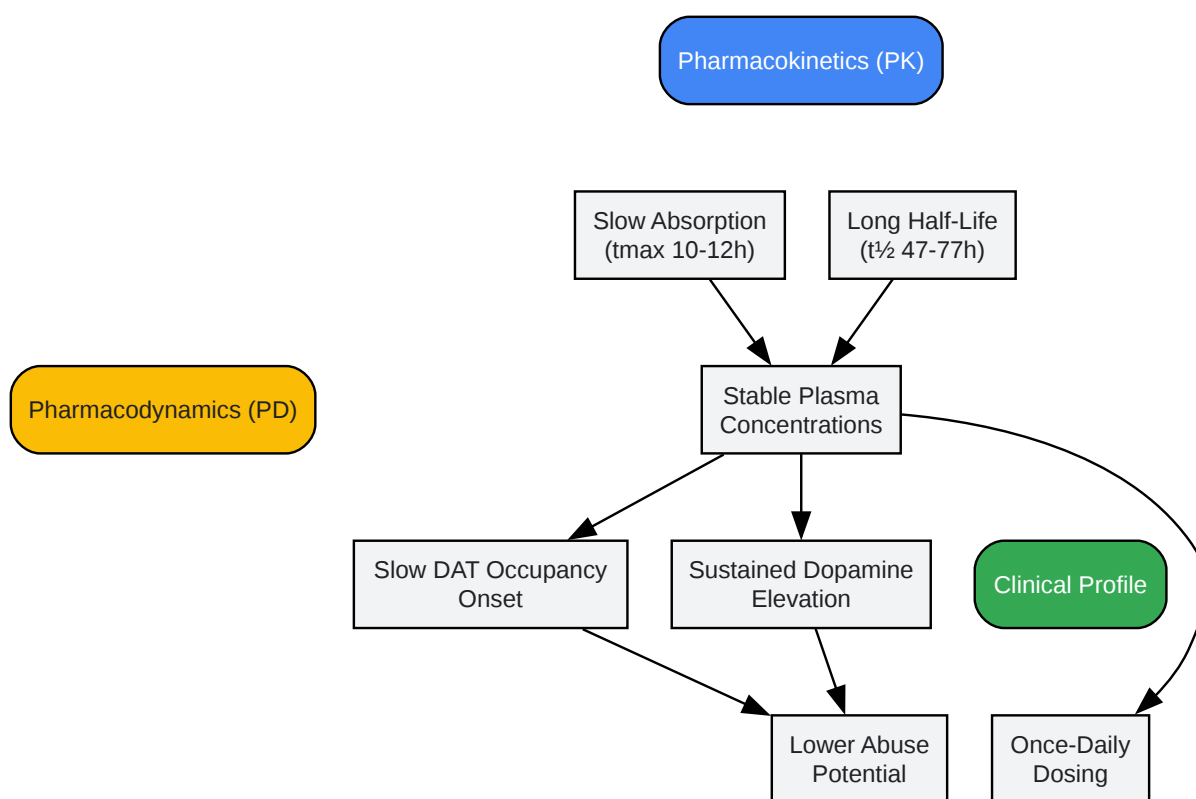 Pharmacokinetics (PK)
Slow Absorption
(tmax 10-12h)
Long Half-Life
(t½ 47-77h)
Pharmacodynamics (PD)
Stable Plasma
Concentrations
Slow DAT Occupancy
Onset
Sustained Dopamine
Elevation
Clinical Profile
Lower Abuse
Potential
Once-Daily
Dosing